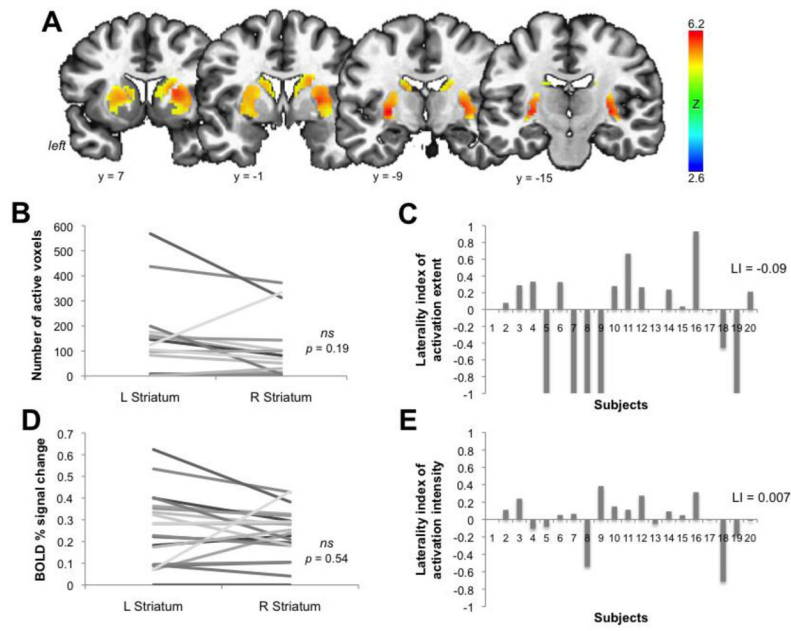 A
6.2
Z
2.6
left
y = 7
y = -1
y = -9
y = -15
B
Number of active voxels
600
500
400
300
200
100
0
L Striatum
R Striatum
ns
p = 0.19
C
Laterality index of
activation extent
1
0.8
0.6
0.4
0.2
0
-0.2
-0.4
-0.6
-0.8
-1
1 2 3 4 5 6 7 8 9 10 11 12 13 14 15 16 17 18 19 20
LI = -0.09
Subjects
D
BOLD % signal change
0.7
0.6
0.5
0.4
0.3
0.2
0.1
0
L Striatum
R Striatum
ns
p = 0.54
E
Laterality index of
activation intensity
1
0.8
0.6
0.4
0.2
0
-0.2
-0.4
-0.6
-0.8
-1
1 2 3 4 5 6 7 8 9 10 11 12 13 14 15 16 17 18 19 20
LI = 0.007
Subjects